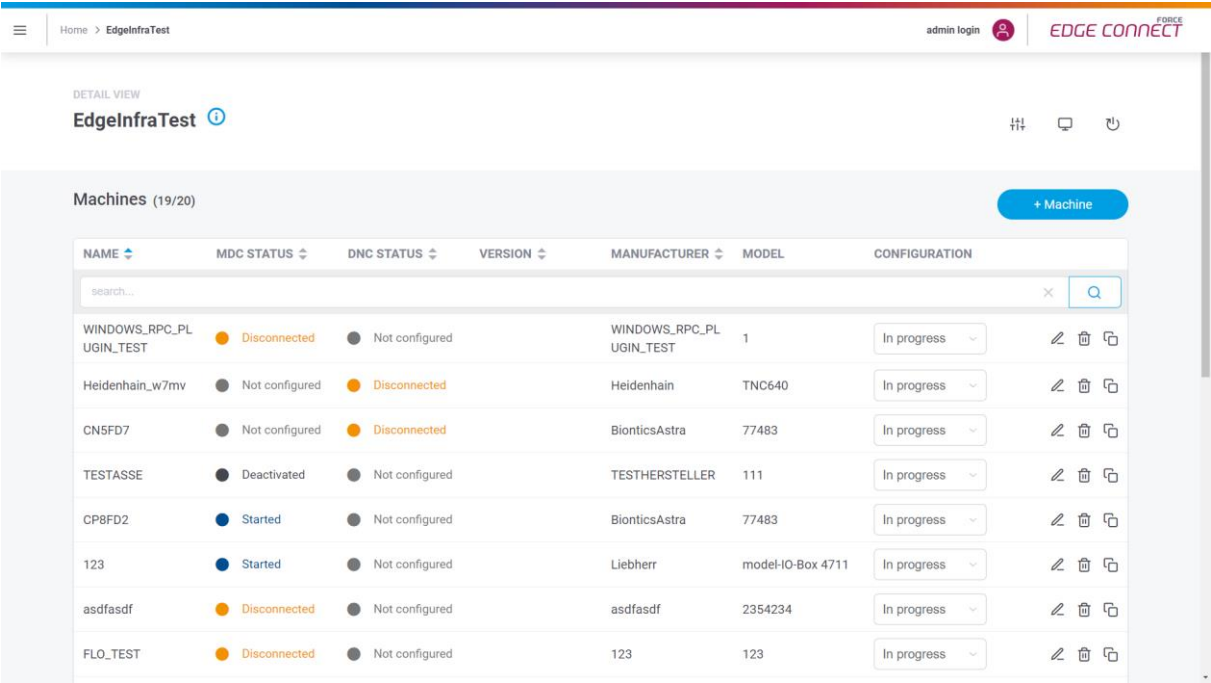 Home > EdgeInfraTest
admin login
FORCE
EDGE CONNECT
DETAIL VIEW
EdgeInfraTest
Machines (19/20)
+ Machine
NAME MDC STATUS DNC STATUS VERSION MANUFACTURER MODEL CONFIGURATION
search...
WINDOWS_RPC_PL
UGIN_TEST Disconnected Not configured WINDOWS_RPC_PL
UGIN_TEST 1 In progress
Heidenhain_w7mv Not configured Disconnected Heidenhain TNC640 In progress
CN5FD7 Not configured Disconnected BionticsAstra 77483 In progress
TESTASSE Deactivated Not configured TESTHERSTELLER 111 In progress
CP8FD2 Started Not configured BionticsAstra 77483 In progress
123 Started Not configured Liebherr model-IO-Box 4711 In progress
asdfasdf Disconnected Not configured asdfasdf 2354234 In progress
FLO_TEST Disconnected Not configured 123 123 In progress